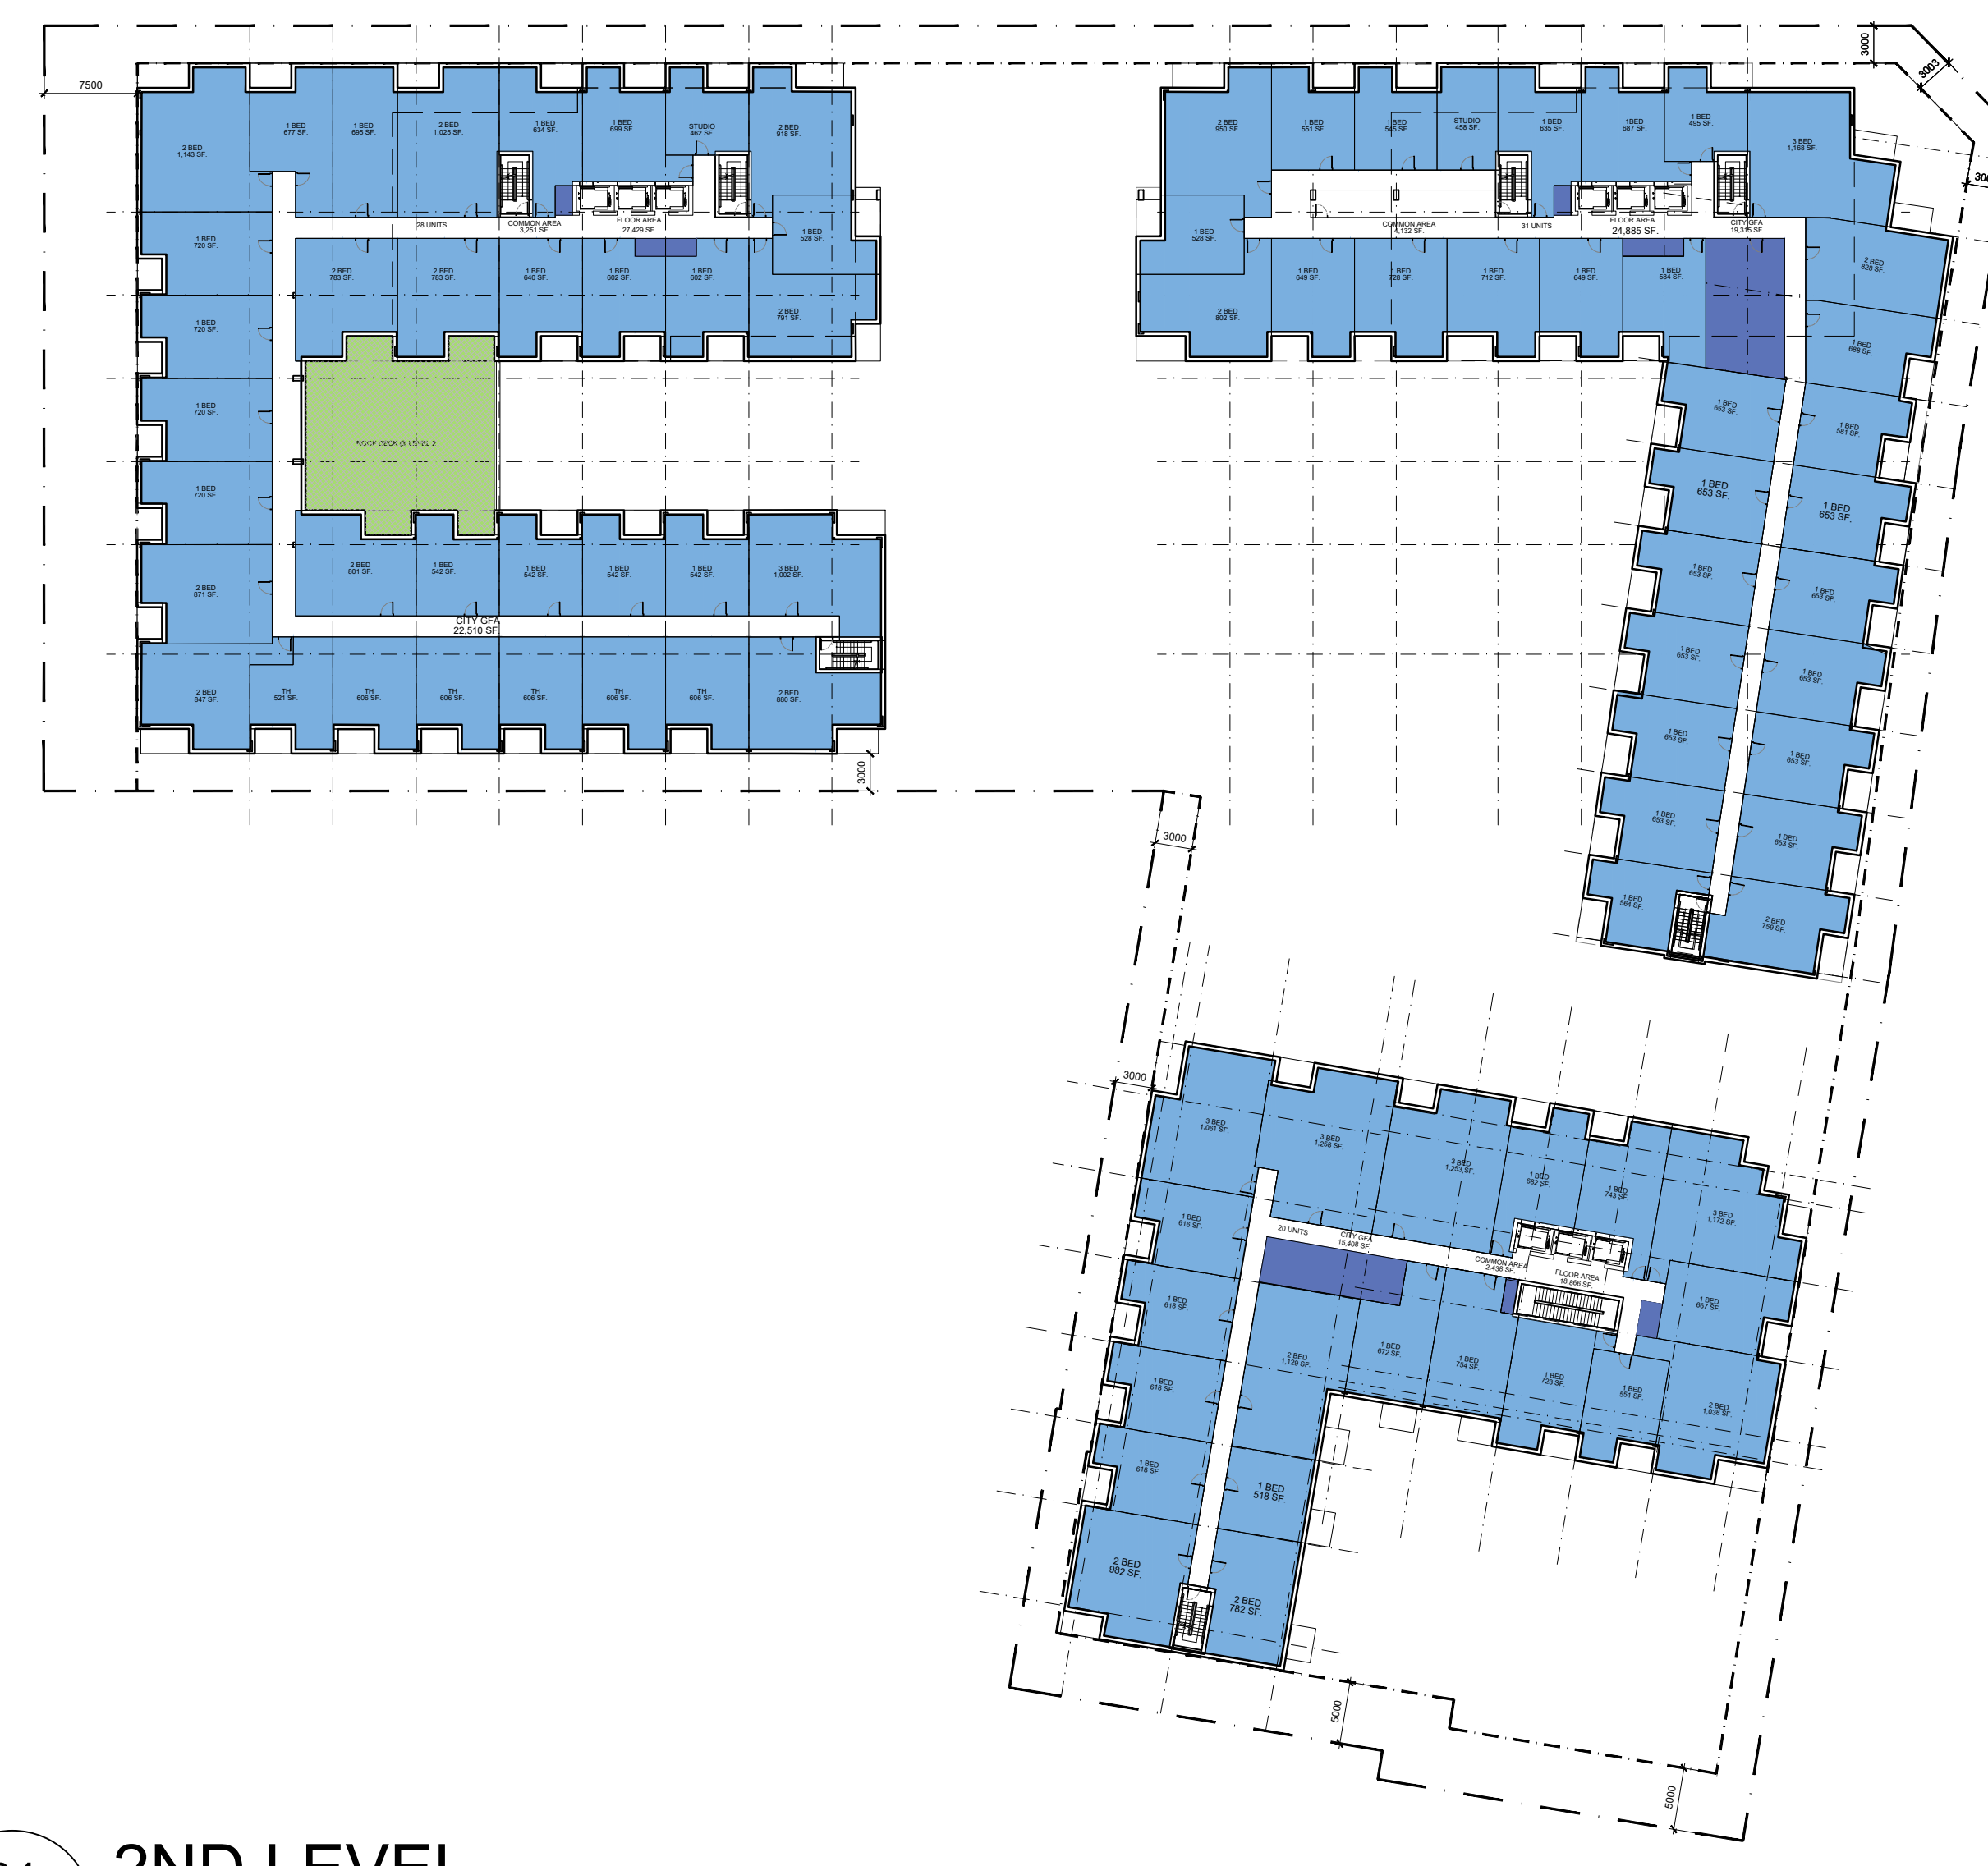 7500
3000
3003
2 BED
1,143 SF.
1 BED
677 SF.
1 BED
695 SF.
2 BED
1,025 SF.
1 BED
634 SF.
1 BED
699 SF.
STUDIO
462 SF.
2 BED
918 SF.
28 UNITS
COMMON AREA
3,251 SF.
FLOOR AREA
27,429 SF.
1 BED
528 SF.
1 BED
720 SF.
2 BED
783 SF.
2 BED
783 SF.
1 BED
640 SF.
1 BED
602 SF.
1 BED
602 SF.
2 BED
791 SF.
1 BED
720 SF.
1 BED
720 SF.
1 BED
720 SF.
ROOF DECK @ LEVEL 2
2 BED
871 SF.
2 BED
801 SF.
1 BED
542 SF.
1 BED
542 SF.
1 BED
542 SF.
1 BED
542 SF.
3 BED
1,002 SF.
CITY GFA
22,510 SF.
2 BED
847 SF.
TH
521 SF.
TH
606 SF.
TH
606 SF.
TH
606 SF.
TH
606 SF.
TH
606 SF.
2 BED
880 SF.
3000
2 BED
950 SF.
1 BED
551 SF.
1 BED
545 SF.
STUDIO
458 SF.
1 BED
635 SF.
1BED
687 SF.
1 BED
495 SF.
3 BED
1,168 SF.
1 BED
528 SF.
COMMON AREA
4,132 SF.
31 UNITS
FLOOR AREA
24,885 SF.
CITY GFA
19,315 SF.
2 BED
802 SF.
1 BED
649 SF.
1 BED
728 SF.
1 BED
712 SF.
1 BED
649 SF.
1 BED
584 SF.
2 BED
828 SF.
1 BED
688 SF.
1 BED
653 SF.
1 BED
581 SF.
1 BED
653 SF.
1 BED
653 SF.
1 BED
653 SF.
1 BED
653 SF.
1 BED
653 SF.
1 BED
653 SF.
1 BED
653 SF.
1 BED
653 SF.
1 BED
653 SF.
1 BED
653 SF.
1 BED
564 SF.
2 BED
759 SF.
3000
3000
3 BED
1,061 SF.
3 BED
1,258 SF.
3 BED
1,253 SF.
1 BED
682 SF.
1 BED
743 SF.
3 BED
1,172 SF.
1 BED
616 SF.
20 UNITS
CITY GFA
15,408 SF.
COMMON AREA
2,438 SF.
FLOOR AREA
18,866 SF.
1 BED
667 SF.
1 BED
618 SF.
2 BED
1,129 SF.
1 BED
672 SF.
1 BED
754 SF.
1 BED
723 SF.
1 BED
551 SF.
2 BED
1,038 SF.
1 BED
618 SF.
1 BED
618 SF.
1 BED
518 SF.
2 BED
982 SF.
2 BED
782 SF.
5000
5000
2ND LEVEL